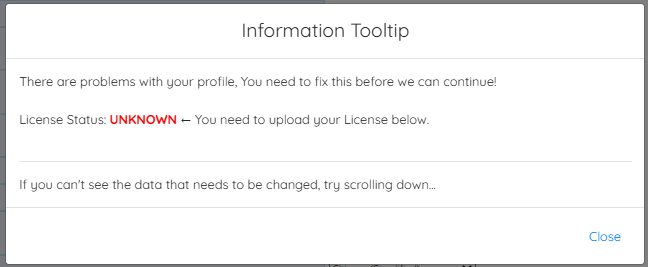 Information Tooltip
There are problems with your profile, You need to fix this before we can continue!
License Status: UNKNOWN ← You need to upload your License below.
If you can't see the data that needs to be changed, try scrolling down...
Close